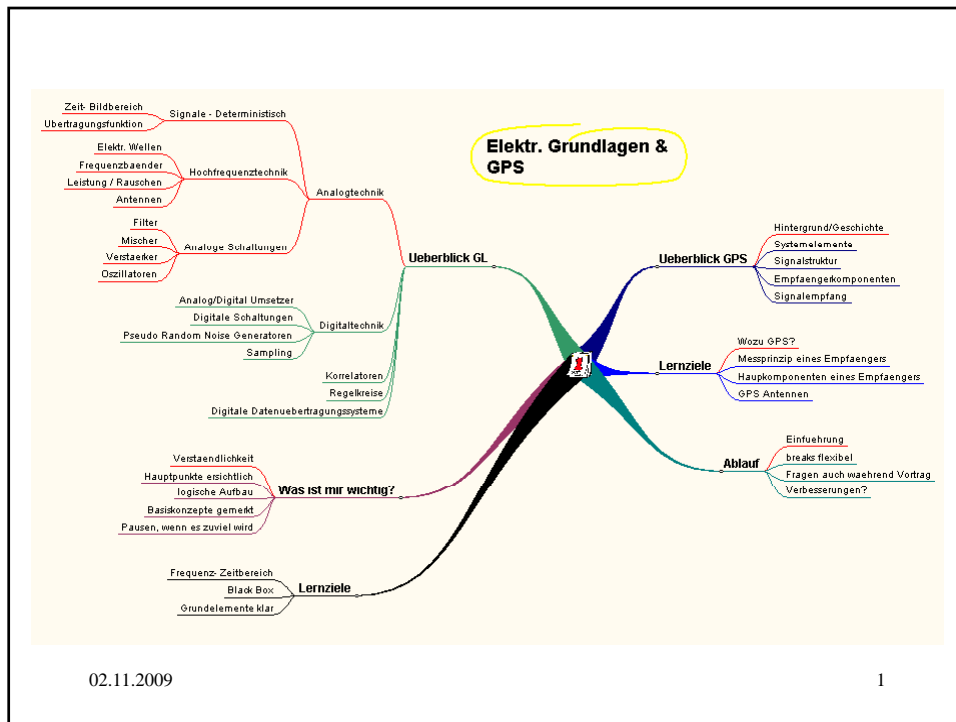 Elektr. Grundlagen &
GPS
Zeit- Bildbereich
Ubertragungsfunktion
Signale - Deterministisch
Elektr. Wellen
Frequenzbaender
Leistung / Rauschen
Antennen
Hochfrequenztechnik
Filter
Mischer
Verstaerker
Oszillatoren
Analoge Schaltungen
Analogtechnik
Ueberblick GL
Analog/Digital Umsetzer
Digitale Schaltungen
Pseudo Random Noise Generatoren
Sampling
Digitaltechnik
Korrelatoren
Regelkreise
Digitale Datenuebertragungssysteme
Verstaendlichkeit
Hauptpunkte ersichtlich
logische Aufbau
Basiskonzepte gemerkt
Pausen, wenn es zuviel wird
Was ist mir wichtig?
Frequenz- Zeitbereich
Black Box
Grundelemente klar
Lernziele
Ueberblick GPS
Hintergrund/Geschichte
Systemelemente
Signalstruktur
Empfaengerkomponenten
Signalempfang
Lernziele
Wozu GPS?
Messprinzip eines Empfaengers
Haupkomponenten eines Empfaengers
GPS Antennen
Ablauf
Einfuehrung
breaks flexibel
Fragen auch waehrend Vortrag
Verbesserungen?
02.11.2009
1